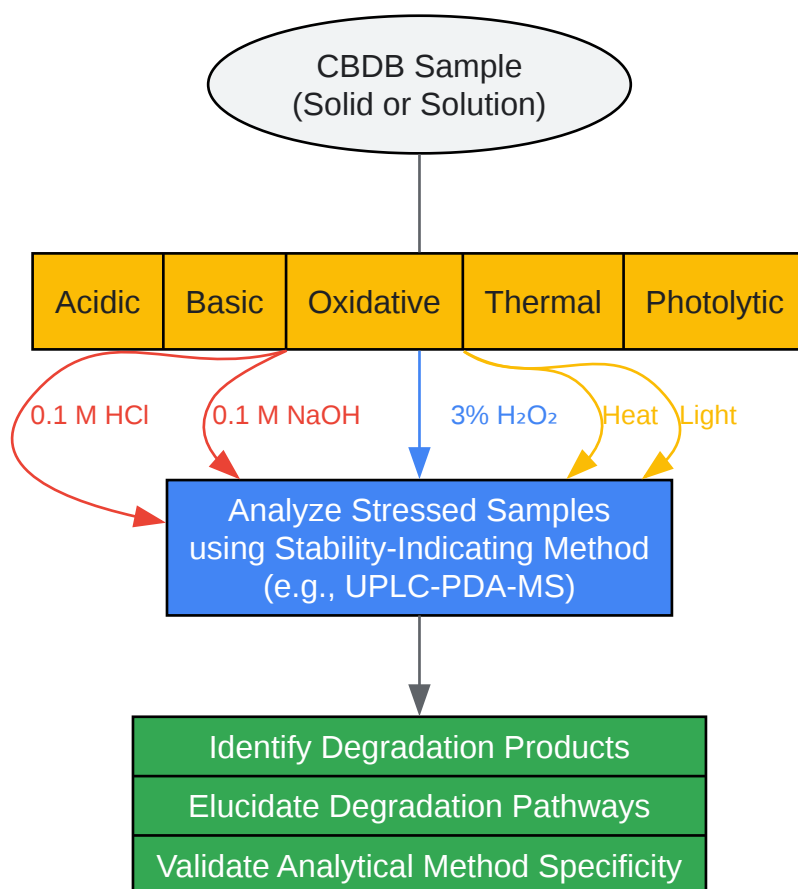 CBDB Sample
(Solid or Solution)
Acidic Basic Oxidative Thermal Photolytic
0.1 M HCl 0.1 M NaOH 3% H₂O₂ Heat Light
Analyze Stressed Samples
using Stability-Indicating Method
(e.g., UPLC-PDA-MS)
Identify Degradation Products
Elucidate Degradation Pathways
Validate Analytical Method Specificity